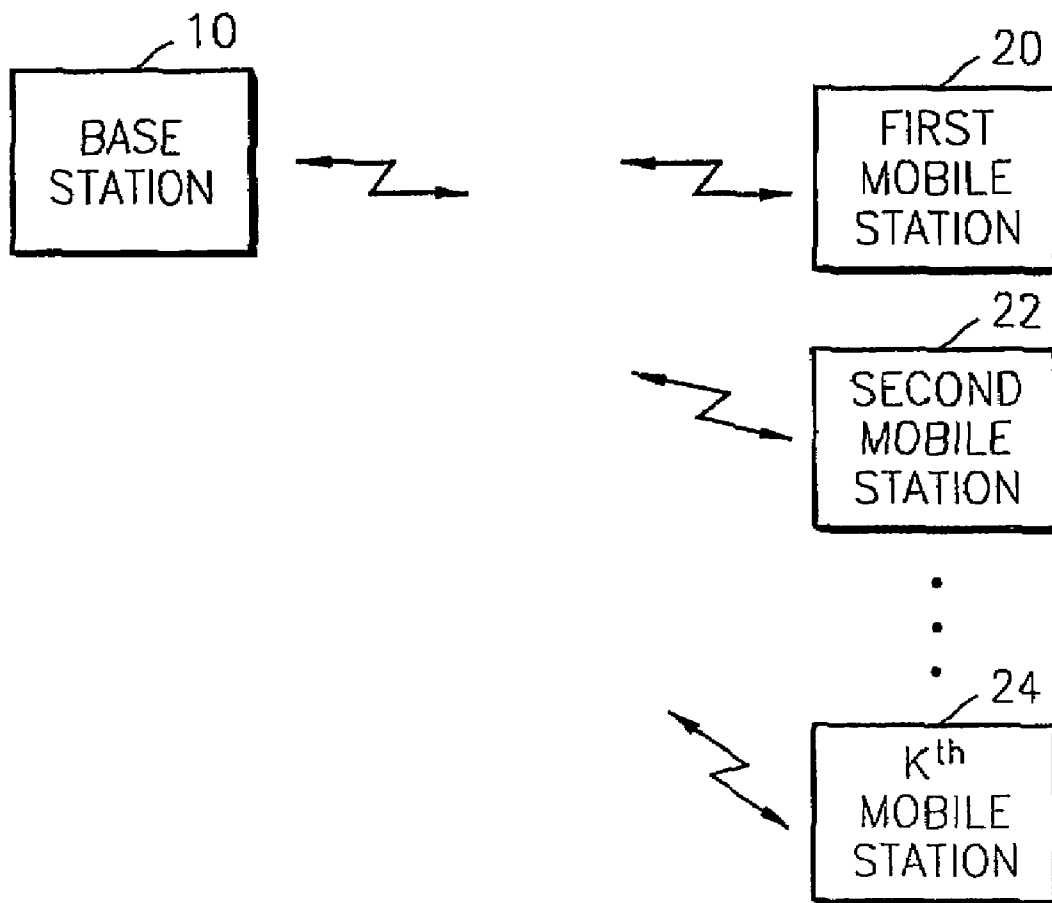 10
BASE
STATION
20
FIRST
MOBILE
STATION
22
SECOND
MOBILE
STATION
24
Kth
MOBILE
STATION